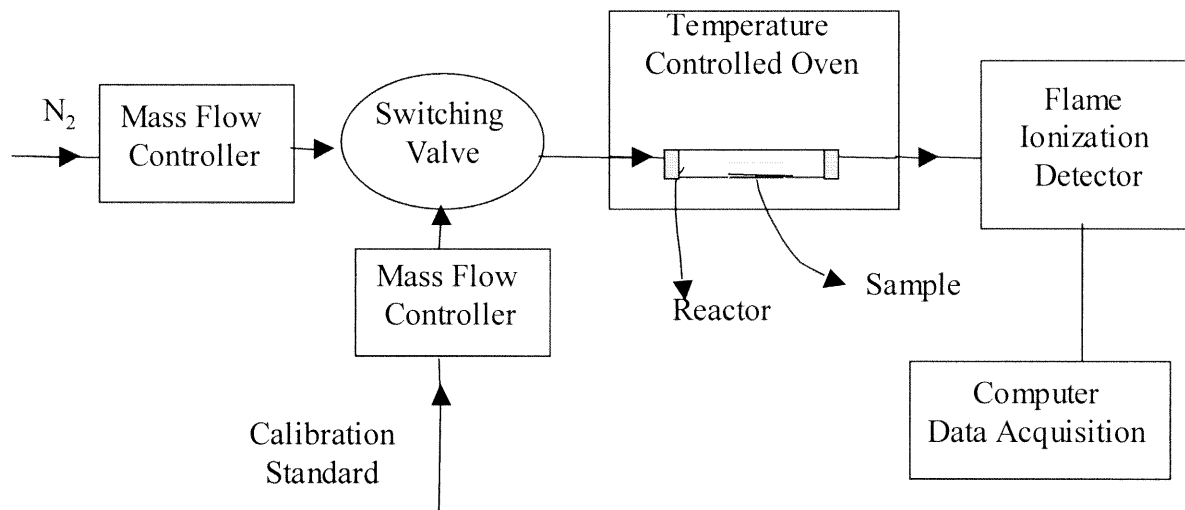 N₂
Mass Flow
Controller
Switching
Valve
Temperature
Controlled Oven
Flame
Ionization
Detector
Mass Flow
Controller
Reactor
Sample
Calibration
Standard
Computer
Data Acquisition